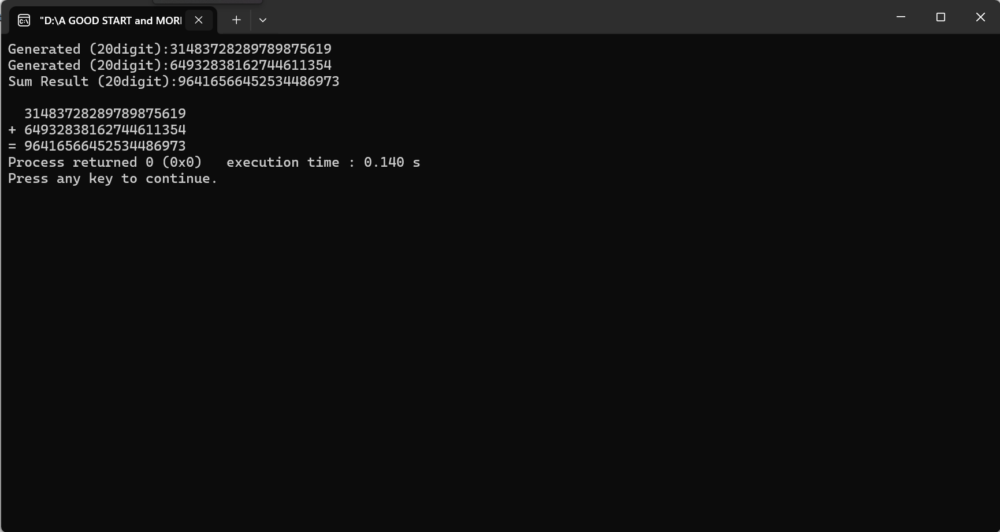 "D:\A GOOD START and MOR
Generated (20digit):31483728289789875619
Generated (20digit):64932838162744611354
Sum Result (20digit):96416566452534486973
  31483728289789875619
+ 64932838162744611354
= 96416566452534486973
Process returned 0 (0x0)   execution time : 0.140 s
Press any key to continue.